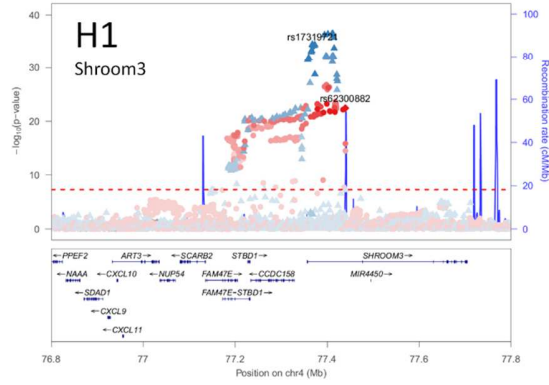 H1
Shroom3
rs17319721
rs62300882
−log10(p-value)
40
30
20
10
0
Recombination rate (cM/Mb)
100
80
60
40
20
0
←PPEF2
ART3→
←SCARB2
STBD1→
SHROOM3→
←NAAA
←CXCL10
←NUP54
FAM47E→
←CCDC158
MIR4450→
←SDAD1
FAM47E−STBD1→
←CXCL9
←CXCL11
76.8
77
77.2
77.4
77.6
77.8
Position on chr4 (Mb)